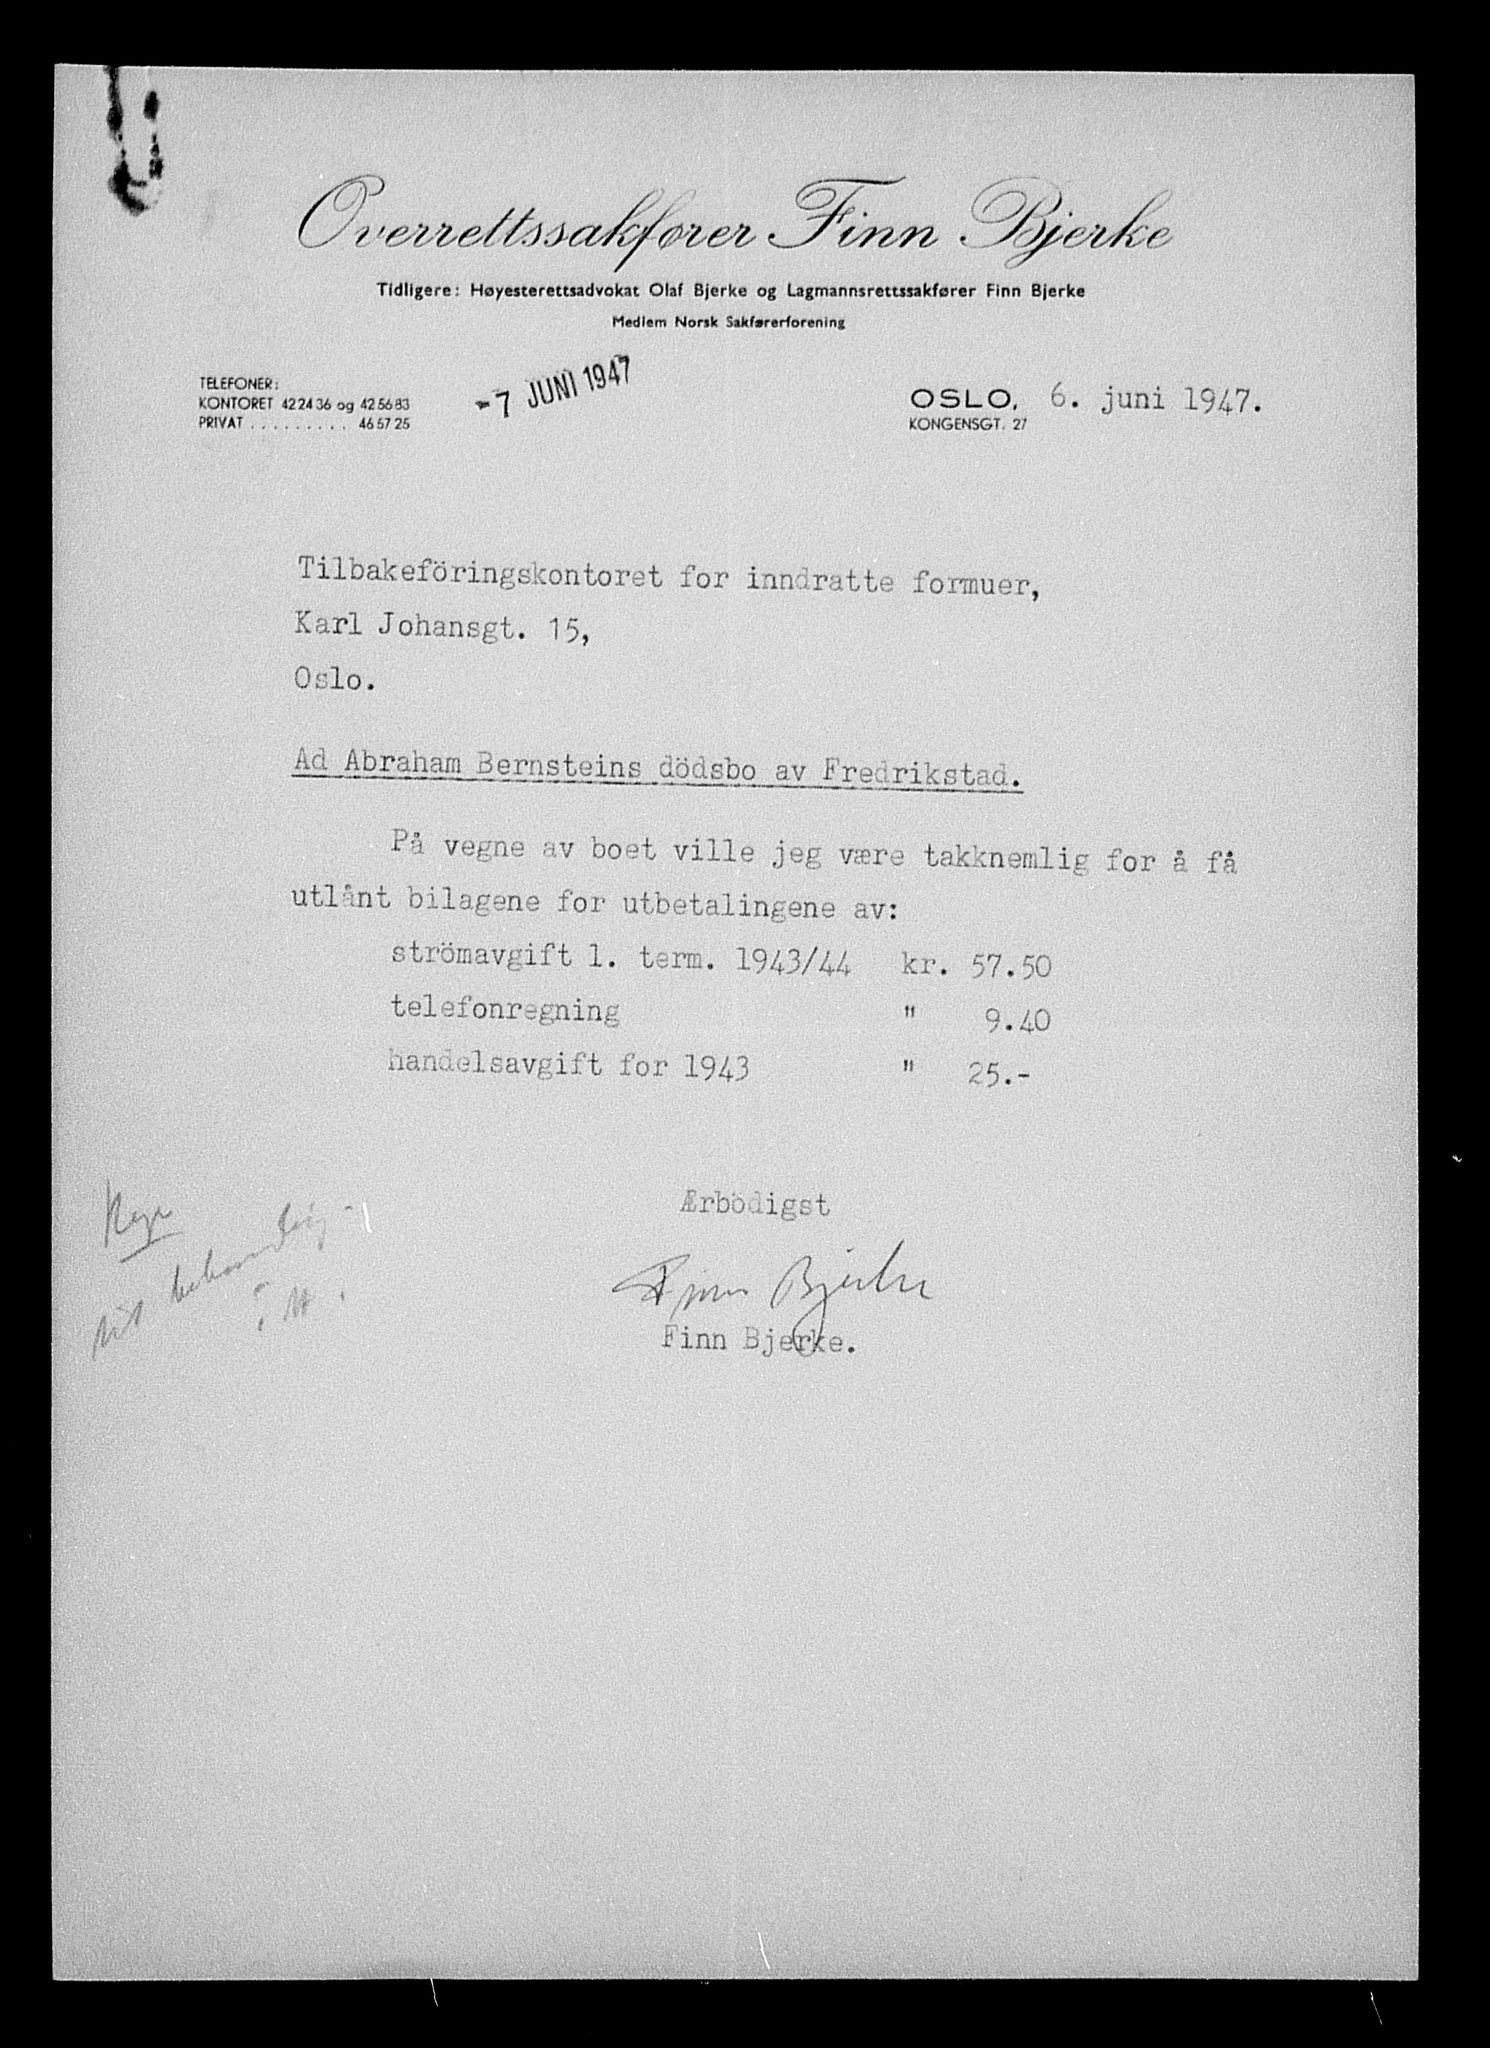 Overrettssakfører Finn Bjerke
Tidligere: Høyesterettsadvokat Olaf Bjerke og Lagmannsrettssakfører Finn Bjerke
Medlem Norsk Sakførerforening
TELEFONER:
KONTORET 42 24 36 og 42 56 83
PRIVAT . . . . . . . . . 46 57 25
-7 JUNI 1947
OSLO, 6. juni 1947.
KONGENSGT. 27
Tilbakeföringskontoret for inndratte formuer,
Karl Johansgt. 15,
Oslo.
Ad Abraham Bernsteins dödsbo av Fredrikstad.
På vegne av boet ville jeg være takknemlig for å få
utlånt bilagene for utbetalingene av:
strömavgift 1. term. 1943/44 kr. 57.50
telefonregning " 9.40
handelsavgift for 1943 " 25.-
Ærbödigst
Finn Bjerke
Finn Bjerke.
til behandling